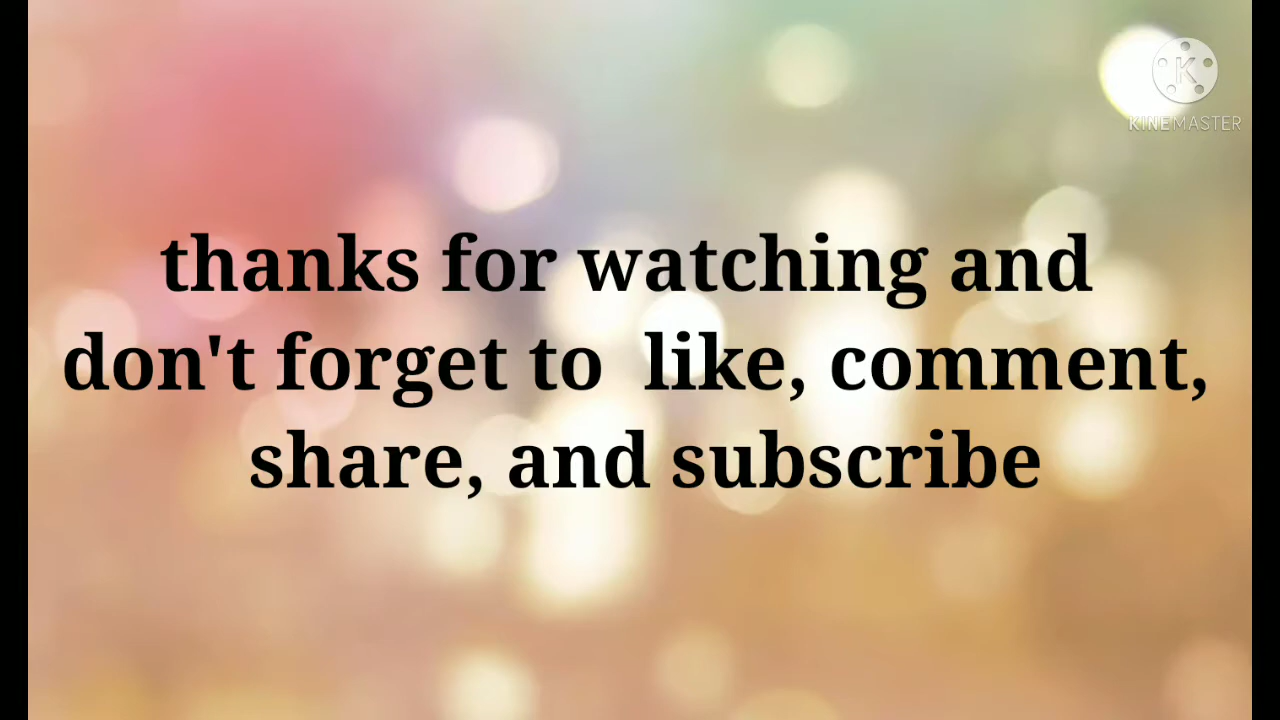 K
KINEMASTER
thanks for watching and
don't forget to  like, comment,
share, and subscribe